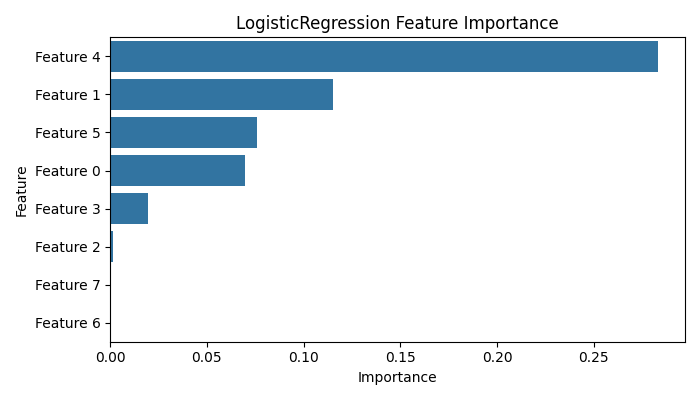 LogisticRegression Feature Importance
Feature
Feature 4
Feature 1
Feature 5
Feature 0
Feature 3
Feature 2
Feature 7
Feature 6
0.00 0.05 0.10 0.15 0.20 0.25
Importance